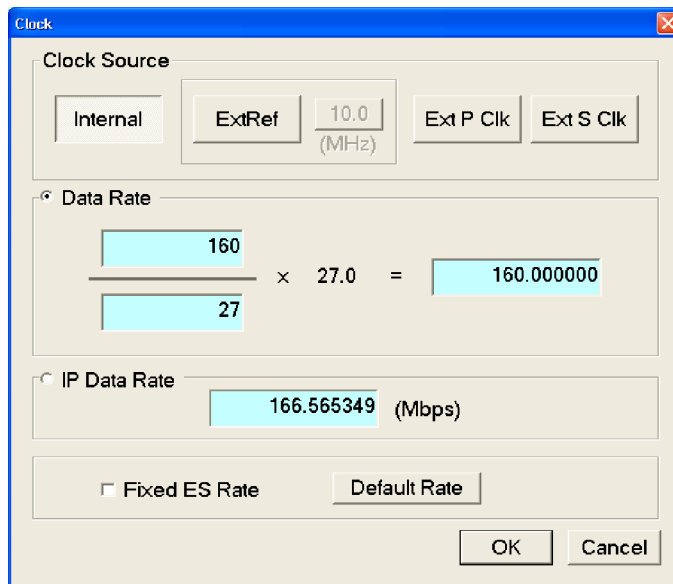 Clock
Clock Source
Internal
ExtRef
10.0
(MHz)
Ext P Clk
Ext S Clk
Data Rate
160
27
x 27.0 = 160.000000
IP Data Rate
166.565349 (Mbps)
Fixed ES Rate
Default Rate
OK
Cancel